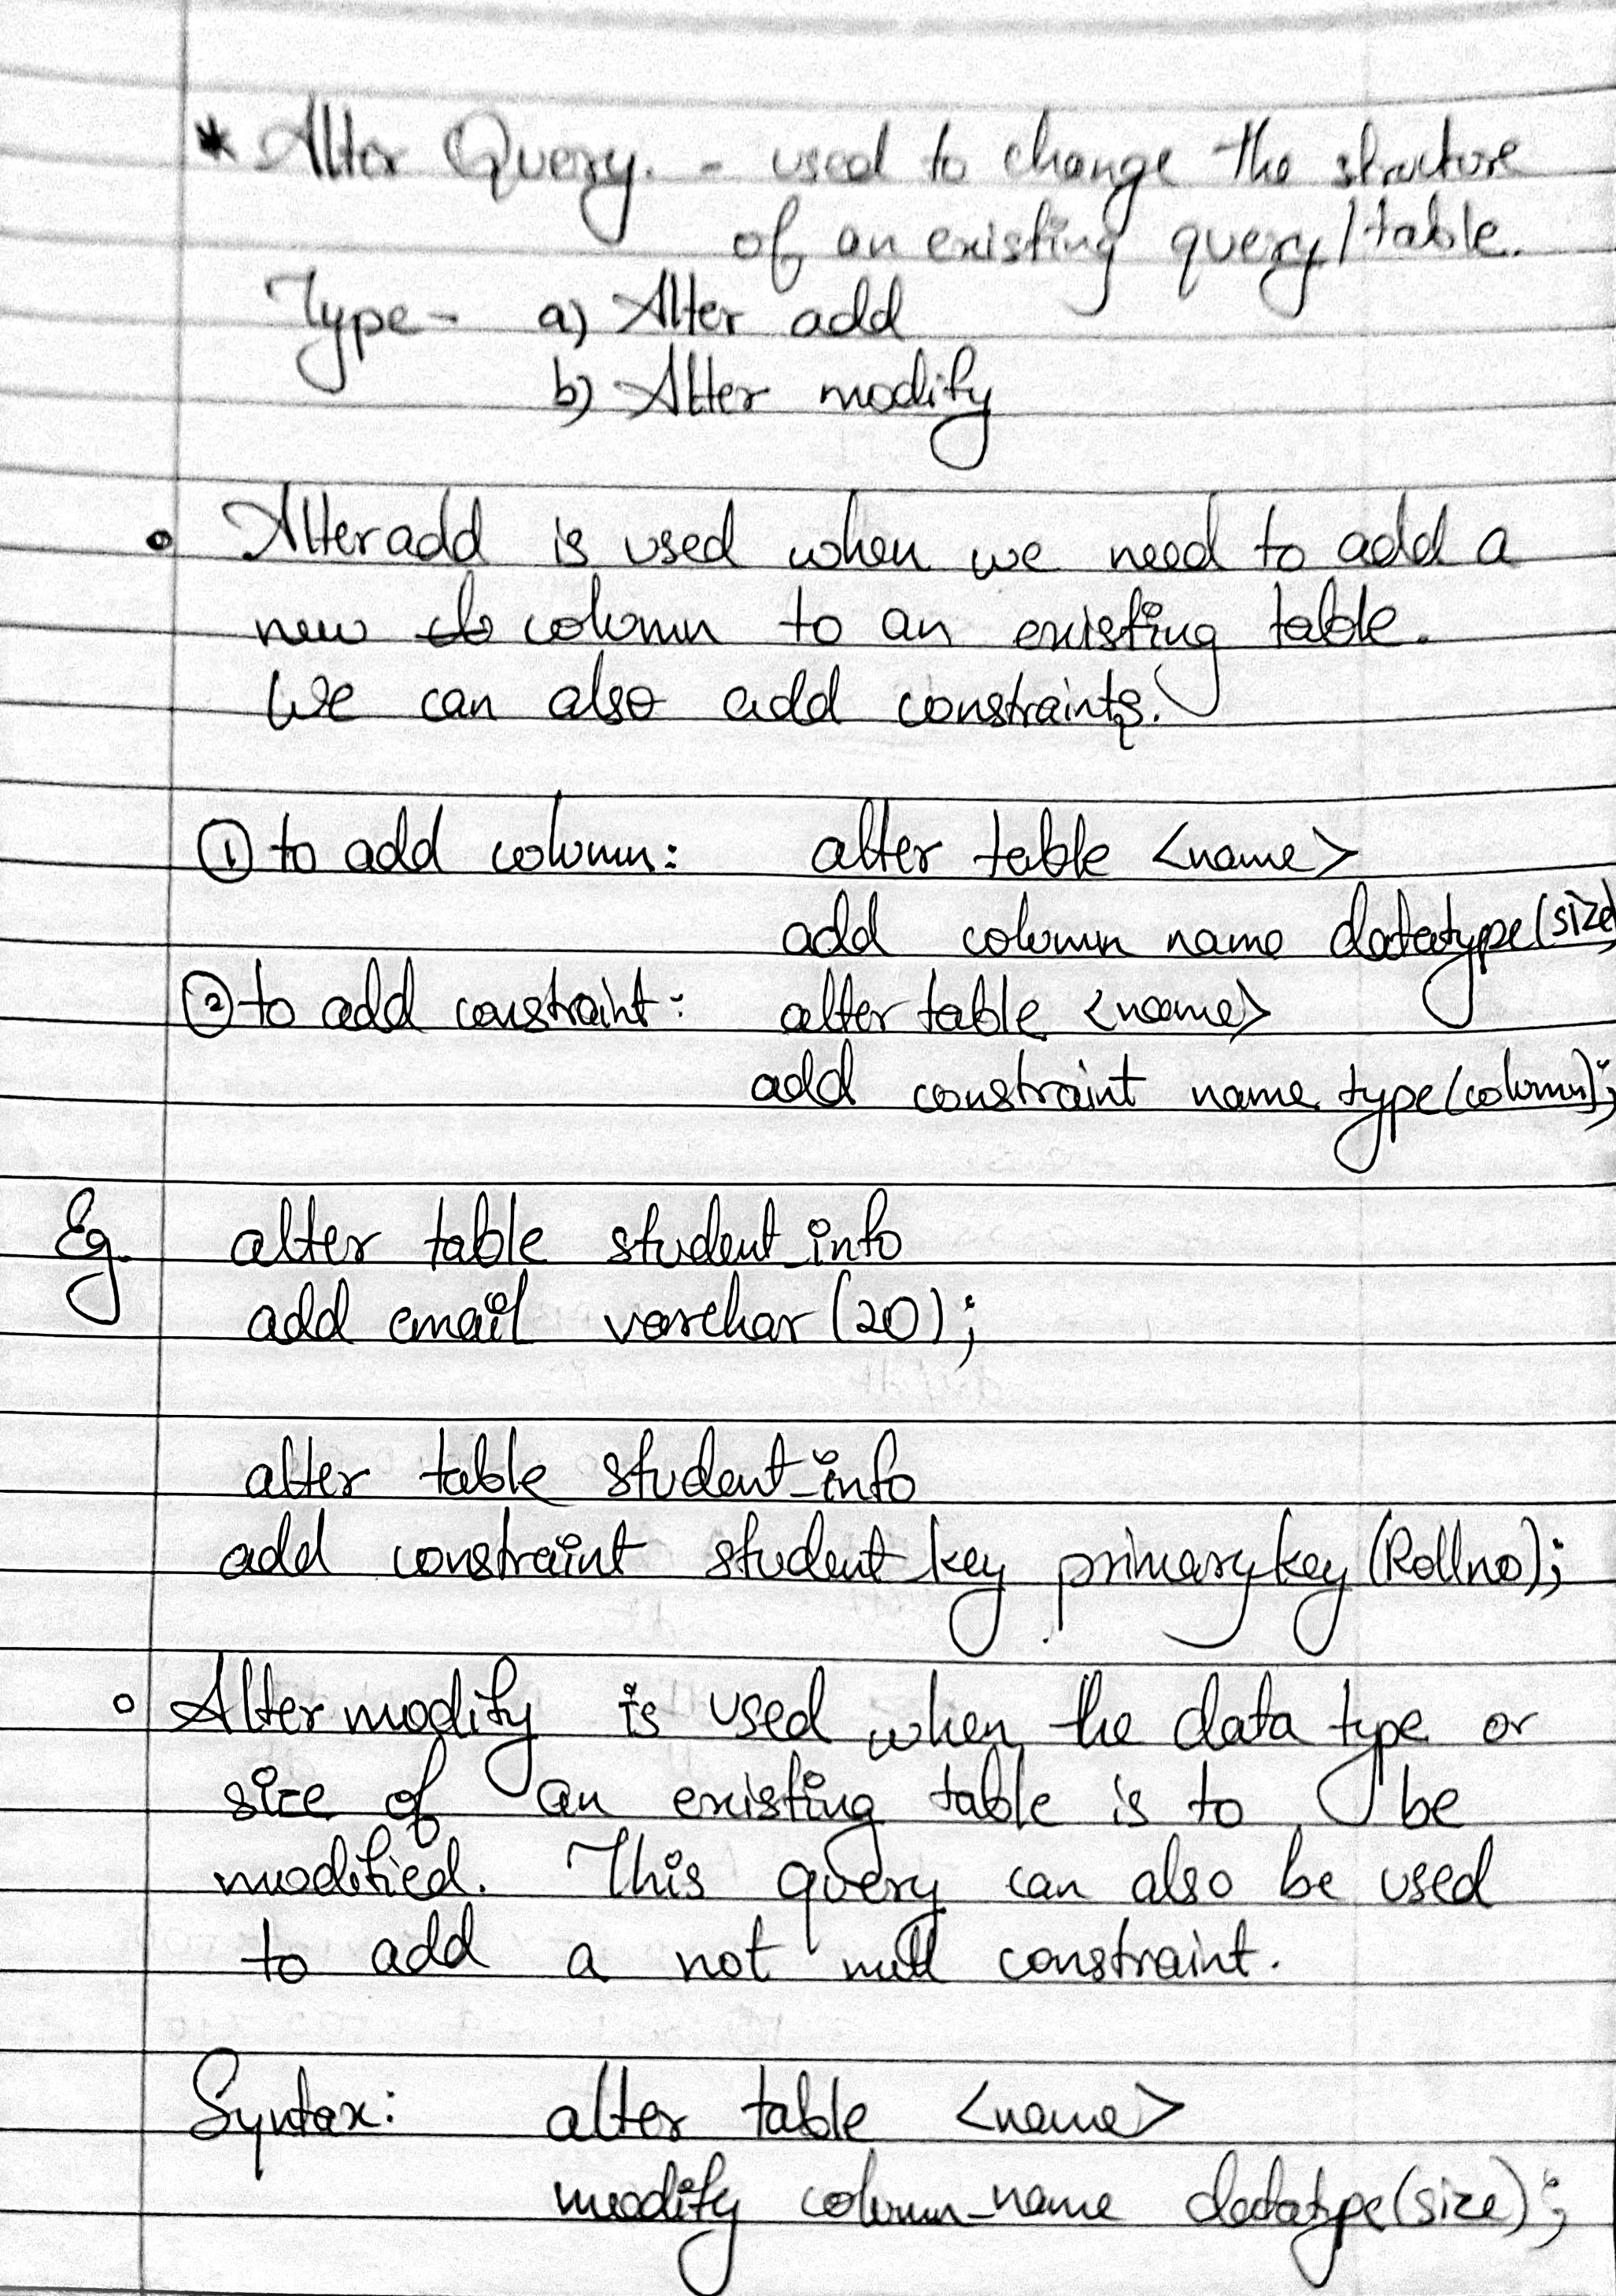 * Alter Query. - used to change the structure
of an existing query/table.
Type - a) Alter add
b) Alter modify
• Alter add is used when we need to add a
new column to an existing table.
We can also add constraints.
① to add column: alter table <name>
add column name datatype(size)
② to add constraint: alter table <name>
add constraint name type(column);
Eg. alter table student_info
add email varchar (20);
alter table student_info
add constraint student_key primary key (Rollno);
• Alter modify is used when the data type or
size of an existing table is to be
modified. This query can also be used
to add a not null constraint.
Syntax: alter table <name>
modify column_name datatype(size);